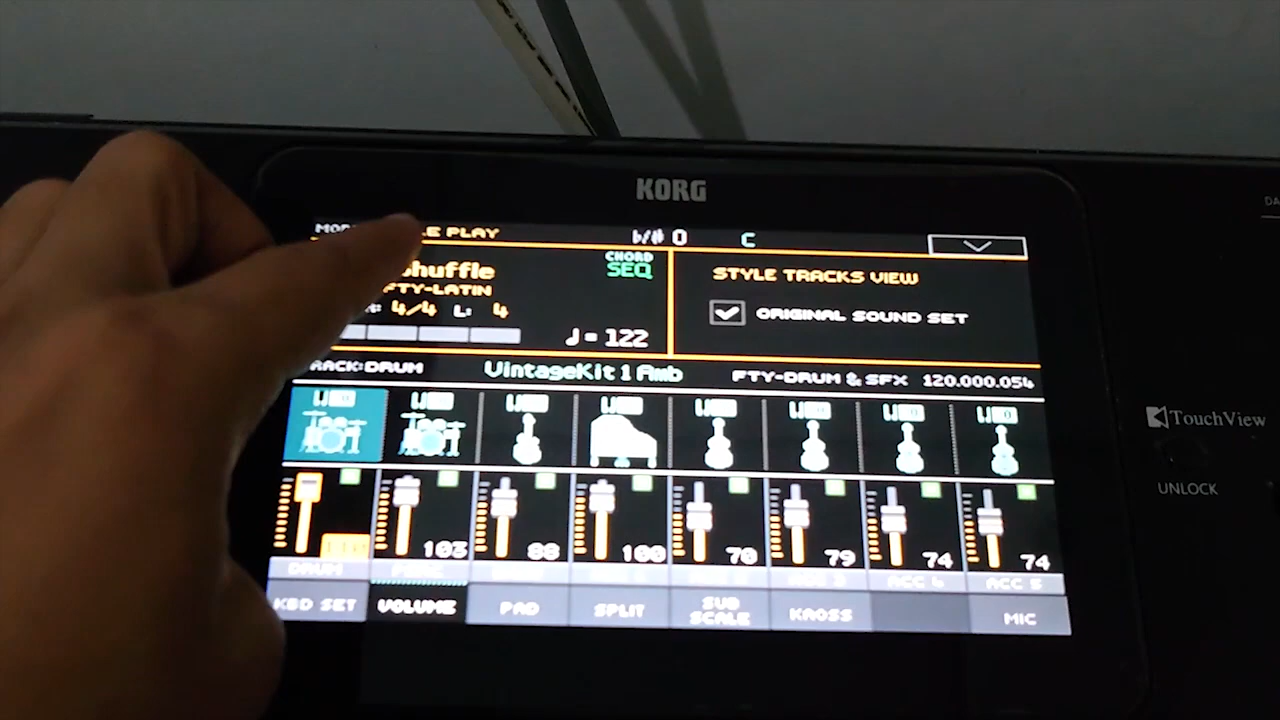 KORG
LE PLAY
♭/♯ 0
C
huffle
CHORD
SEQ
STYLE TRACKS VIEW
FTY-LATIN
4/4 L: 4
ORIGINAL SOUND SET
♩= 122
RACK:DRUM
VintageKit 1 Amb
FTY-DRUM & SFX 120.000.054
TouchView
UNLOCK
103 88 100 70 79 74 74
DRUM
ACC 4 ACC 5
KBD SET VOLUME PAD SPLIT SUB SCALE KAOSS MIC